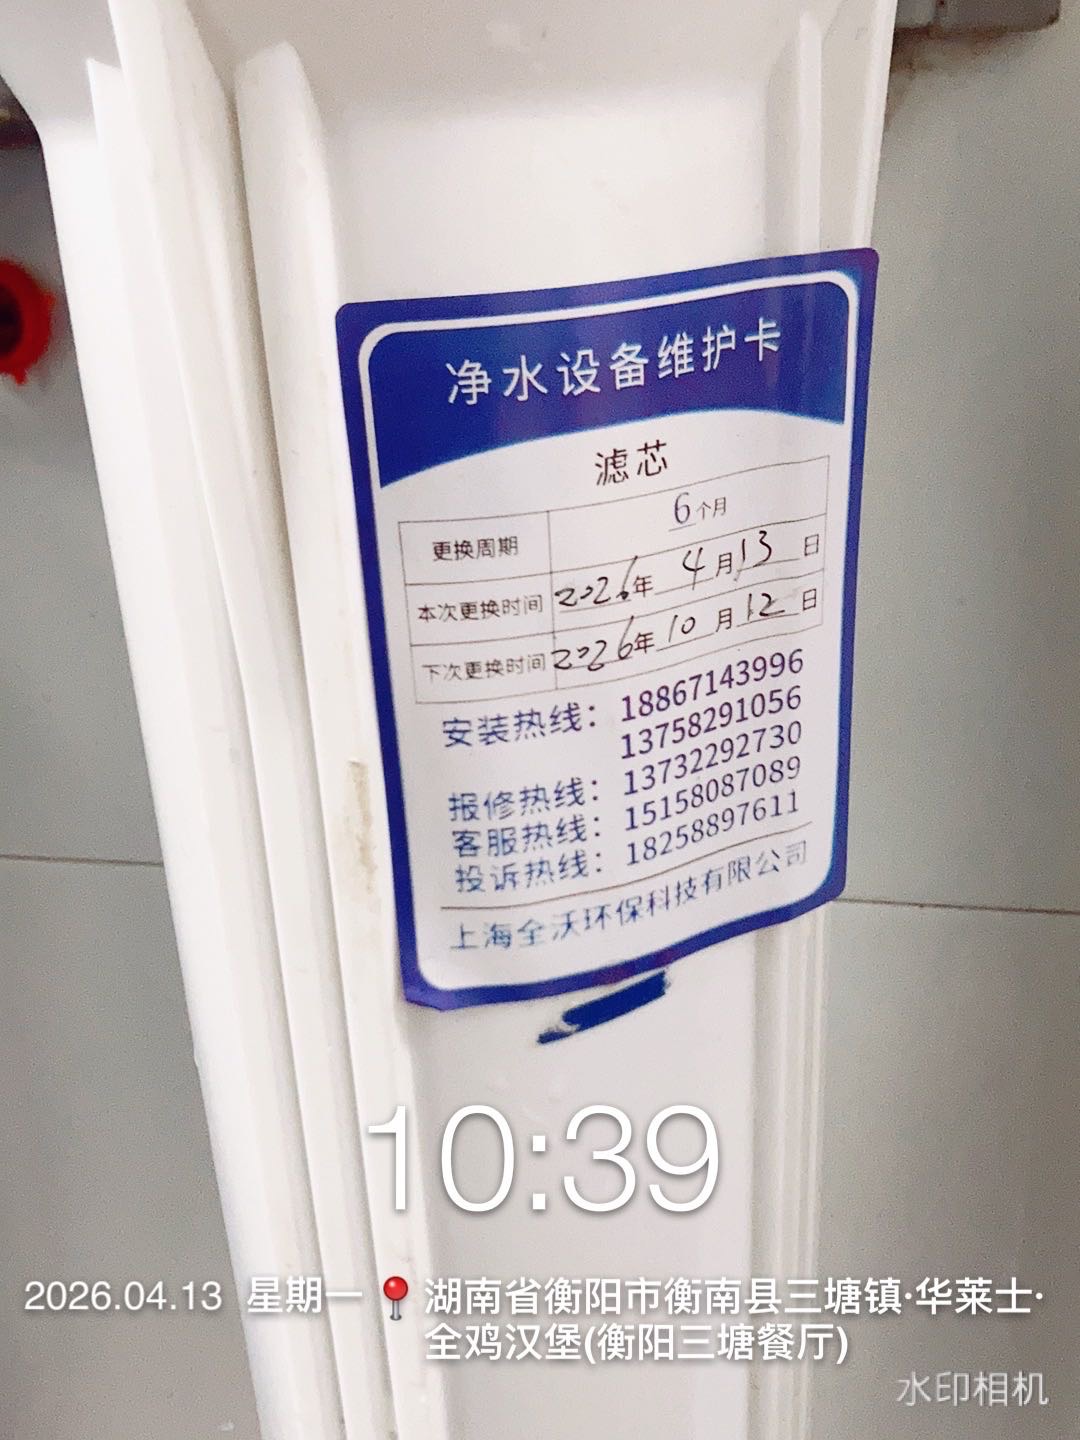 净水设备维护卡
滤芯
更换周期 6个月
本次更换时间 2026年 4月13日
下次更换时间 2026年10月12日
安装热线：18867143996
13758291056
报修热线：13732292730
客服热线：15158087089
投诉热线：18258897611
上海全沃环保科技有限公司
10:39
2026.04.13 星期一 湖南省衡阳市衡南县三塘镇·华莱士·
全鸡汉堡(衡阳三塘餐厅)
水印相机